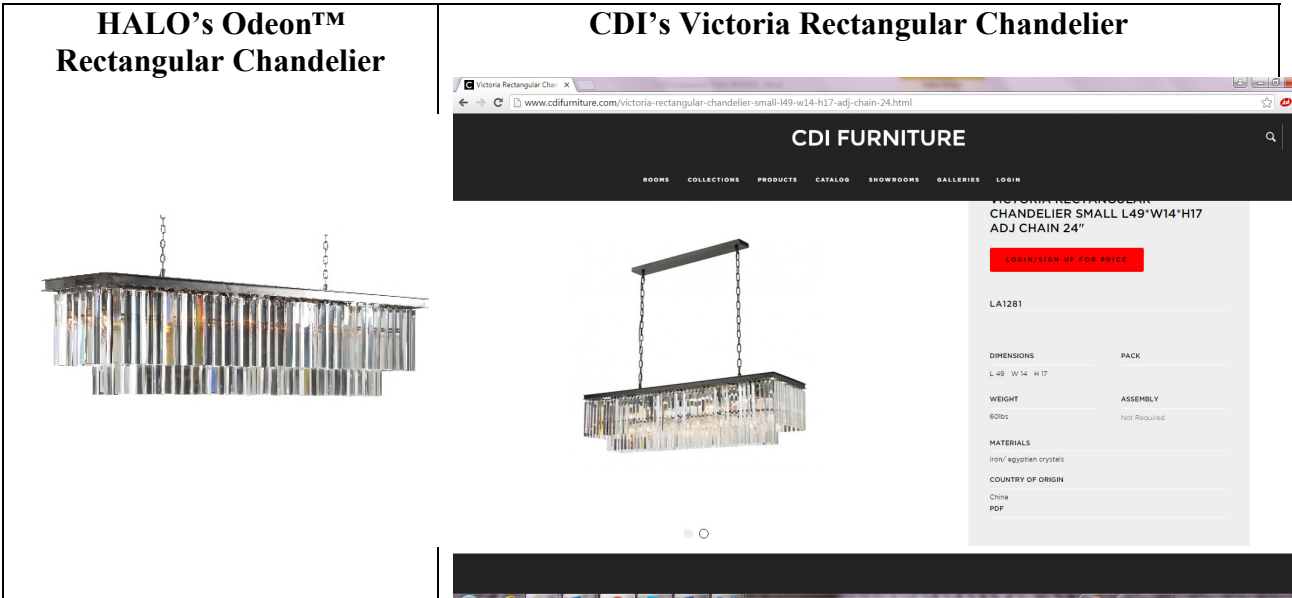 HALO’s Odeon™
Rectangular Chandelier
CDI’s Victoria Rectangular Chandelier
Victoria Rectangular Chan
www.cdifurniture.com/victoria-rectangular-chandelier-small-l49-w14-h17-adj-chain-24.html
CDI FURNITURE
ROOMS COLLECTIONS PRODUCTS CATALOG SHOWROOMS GALLERIES LOGIN
VICTORIA RECTANGULAR
CHANDELIER SMALL L49*W14*H17
ADJ CHAIN 24"
LOGIN/SIGN UP FOR PRICE
LA1281
DIMENSIONS PACK
L 49 W 14 H 17
WEIGHT ASSEMBLY
60lbs Not Required
MATERIALS
iron/ egyptian crystals
COUNTRY OF ORIGIN
China
PDF